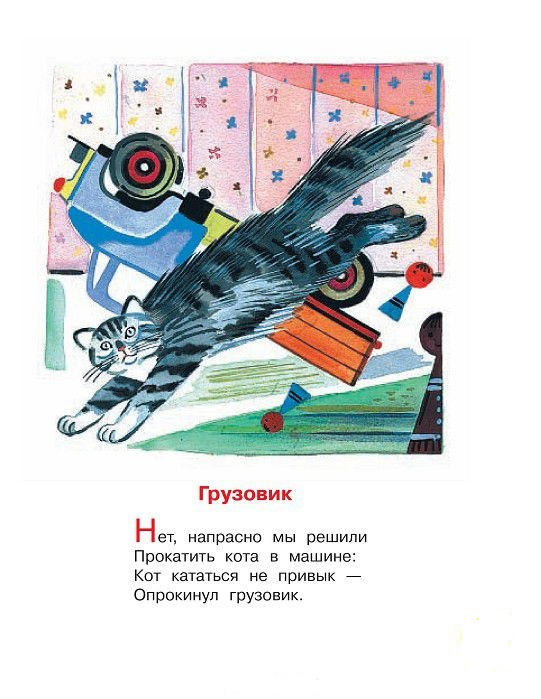 Грузовик
Нет, напрасно мы решили
Прокатить кота в машине:
Кот кататься не привык —
Опрокинул грузовик.